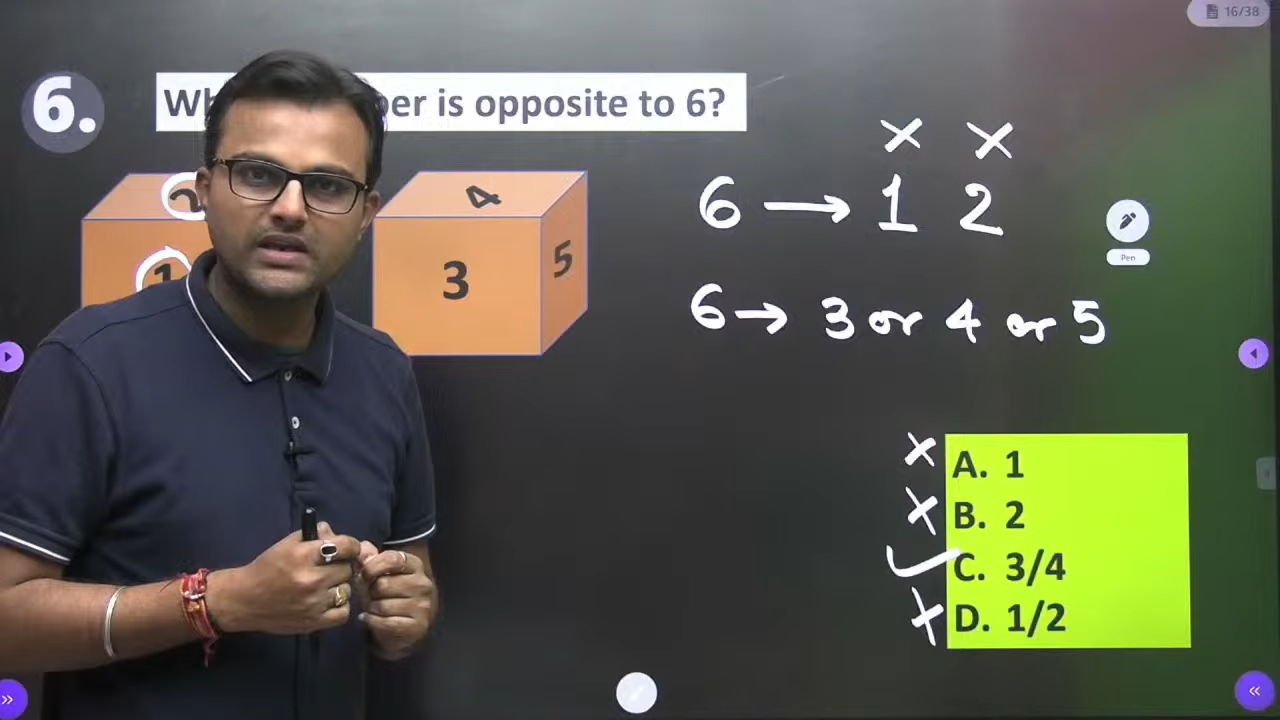 16/38
6.
Wh per is opposite to 6?
× ×
2
4
6 → 1 2
1
3
5
Pen
6 → 3 or 4 or 5
× A. 1
× B. 2
✓ C. 3/4
× D. 1/2